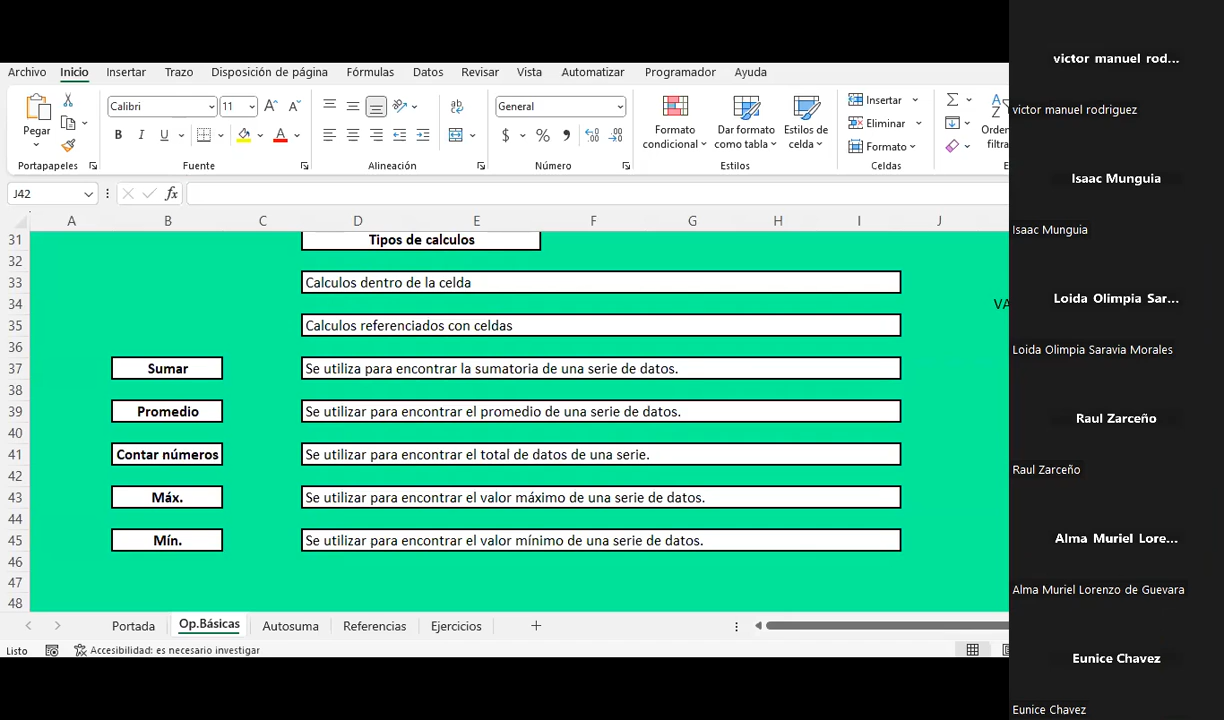 Archivo Inicio Insertar Trazo Disposición de página Fórmulas Datos Revisar Vista Automatizar Programador Ayuda
Pegar
Portapapeles
Calibri 11
N K S
Fuente
Alineación
General
$ %
Número
Formato condicional
Dar formato como tabla
Estilos de celda
Estilos
Insertar
Eliminar
Formato
Celdas
Orde
filtra
J42
fx
A B C D E F G H I J
31 Tipos de calculos
32
33 Calculos dentro de la celda
34 VA
35 Calculos referenciados con celdas
36
37 Sumar Se utiliza para encontrar la sumatoria de una serie de datos.
38
39 Promedio Se utilizar para encontrar el promedio de una serie de datos.
40
41 Contar números Se utilizar para encontrar el total de datos de una serie.
42
43 Máx. Se utilizar para encontrar el valor máximo de una serie de datos.
44
45 Mín. Se utilizar para encontrar el valor mínimo de una serie de datos.
46
47
48
Portada Op.Básicas Autosuma Referencias Ejercicios
Listo Accesibilidad: es necesario investigar
victor manuel rod...
victor manuel rodriguez
Isaac Munguia
Isaac Munguia
Loida Olimpia Sar...
Loida Olimpia Saravia Morales
Raul Zarceño
Raul Zarceño
Alma Muriel Lore...
Alma Muriel Lorenzo de Guevara
Eunice Chavez
Eunice Chavez